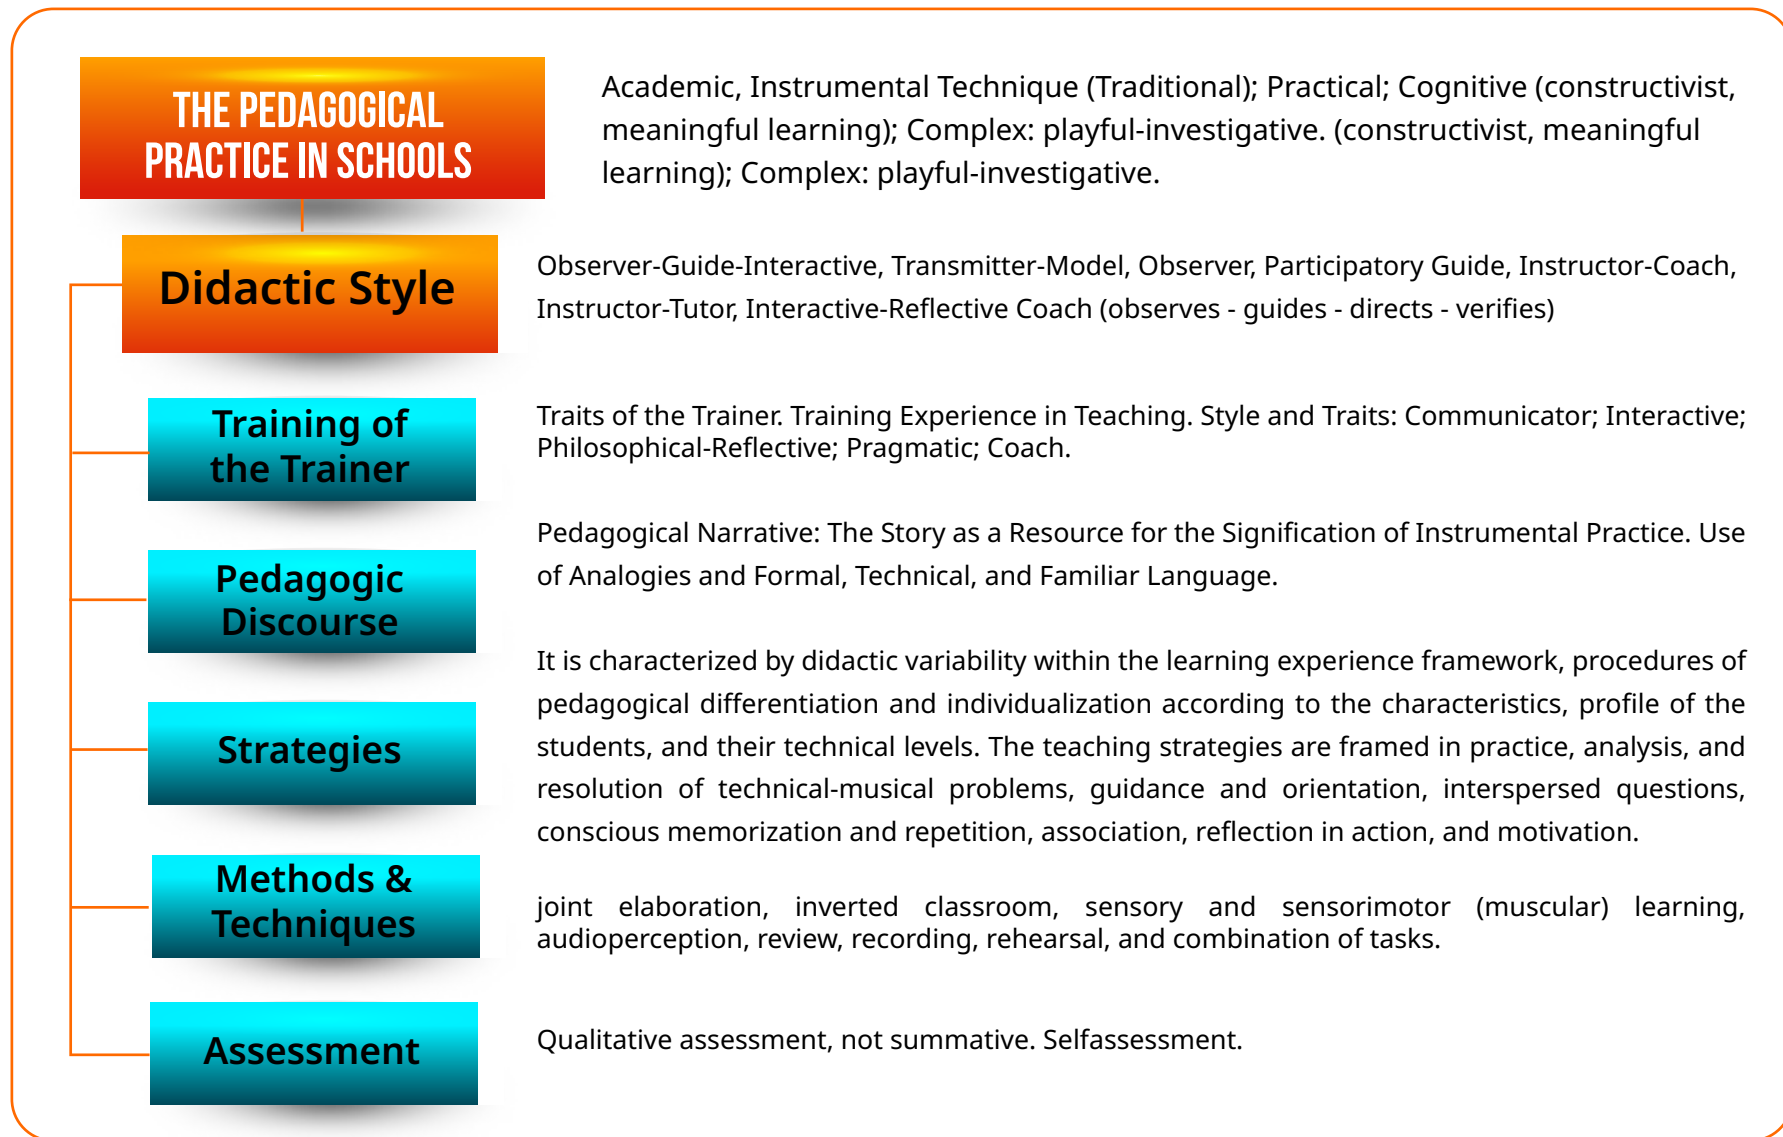 THE PEDAGOGICAL
PRACTICE IN SCHOOLS
Academic, Instrumental Technique (Traditional); Practical; Cognitive (constructivist,
meaningful learning); Complex: playful-investigative. (constructivist, meaningful
learning); Complex: playful-investigative.
Didactic Style
Observer-Guide-Interactive, Transmitter-Model, Observer, Participatory Guide, Instructor-Coach,
Instructor-Tutor, Interactive-Reflective Coach (observes - guides - directs - verifies)
Training of
the Trainer
Traits of the Trainer. Training Experience in Teaching. Style and Traits: Communicator; Interactive;
Philosophical-Reflective; Pragmatic; Coach.
Pedagogic
Discourse
Pedagogical Narrative: The Story as a Resource for the Signification of Instrumental Practice. Use
of Analogies and Formal, Technical, and Familiar Language.
Strategies
It is characterized by didactic variability within the learning experience framework, procedures of
pedagogical differentiation and individualization according to the characteristics, profile of the
students, and their technical levels. The teaching strategies are framed in practice, analysis, and
resolution of technical-musical problems, guidance and orientation, interspersed questions,
conscious memorization and repetition, association, reflection in action, and motivation.
Methods &
Techniques
joint elaboration, inverted classroom, sensory and sensorimotor (muscular) learning,
audioperception, review, recording, rehearsal, and combination of tasks.
Assessment
Qualitative assessment, not summative. Selfassessment.